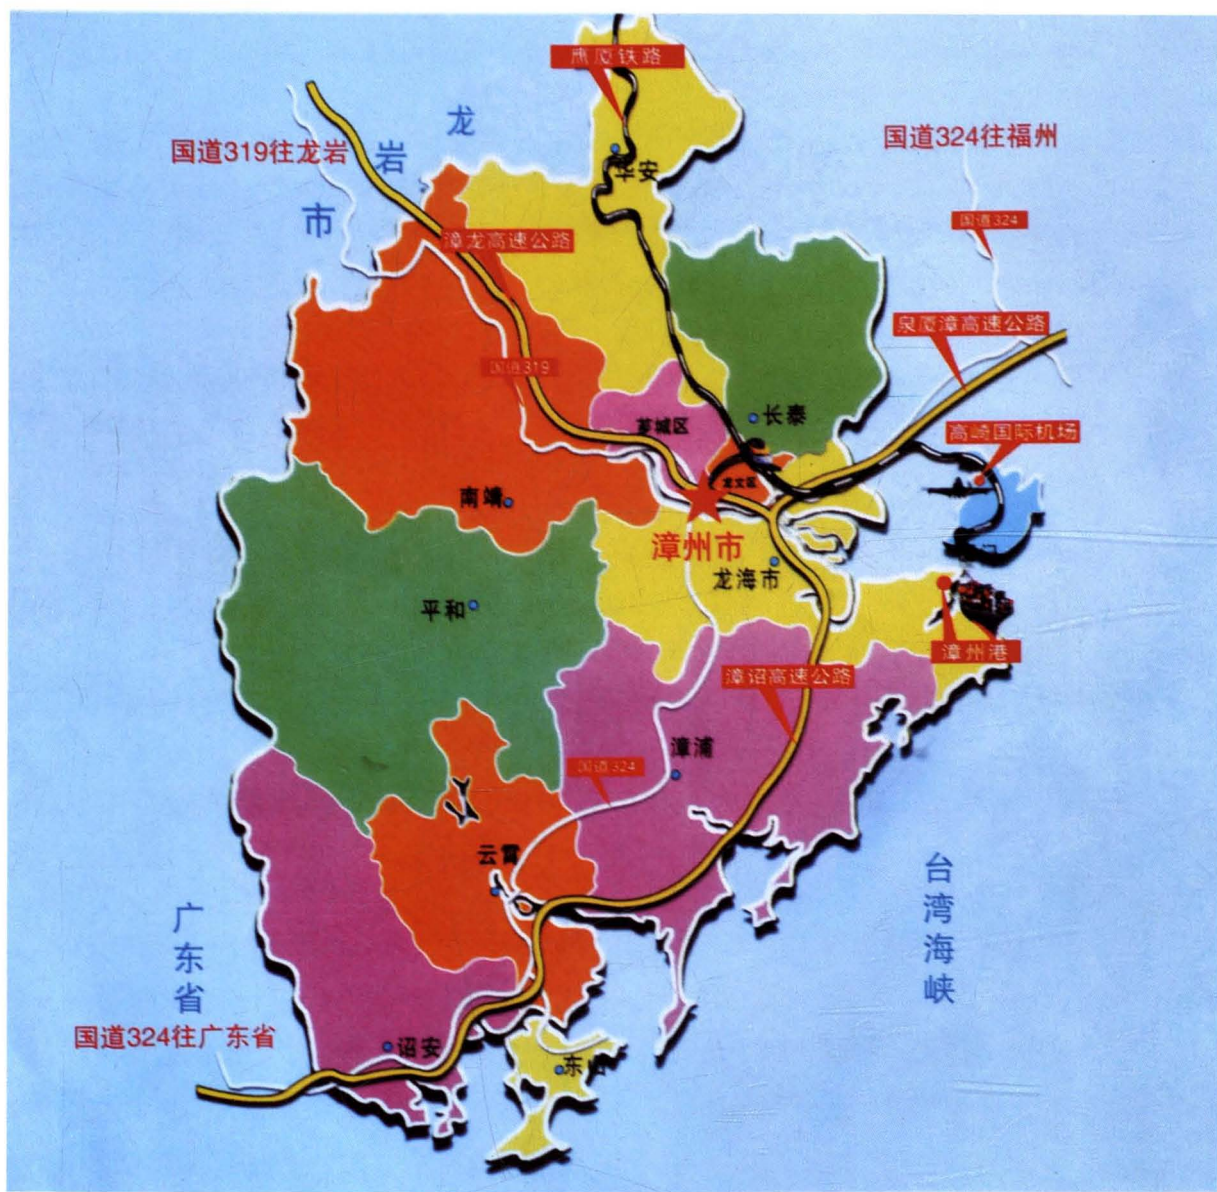 鹰厦铁路
龙岩市
国道319往龙岩
国道324往福州
华安
国道324
漳龙高速公路
泉厦漳高速公路
国道319
长泰
芗城区
高崎国际机场
龙文区
南靖
漳州市
龙海市
平和
漳州港
漳诏高速公路
漳浦
国道324
云霄
台湾海峡
广东省
国道324往广东省
诏安
东山